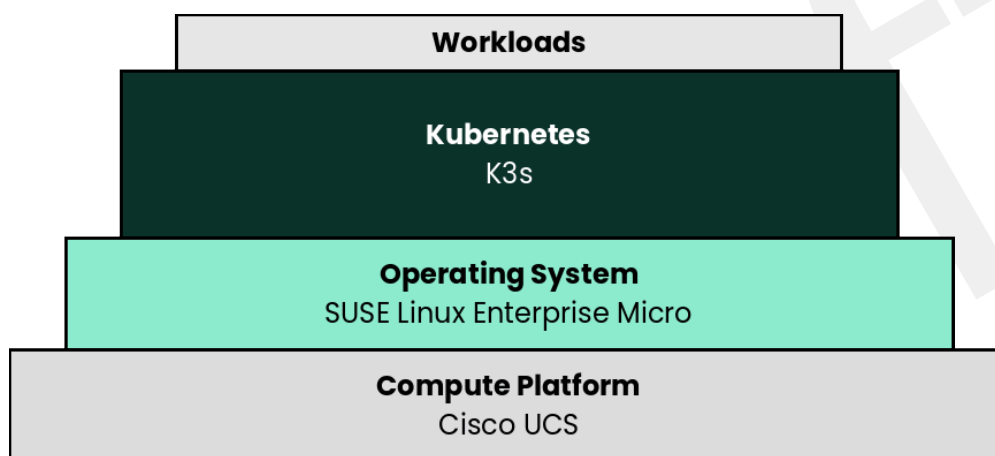 Workloads
Kubernetes
K3s
Operating System
SUSE Linux Enterprise Micro
Compute Platform
Cisco UCS